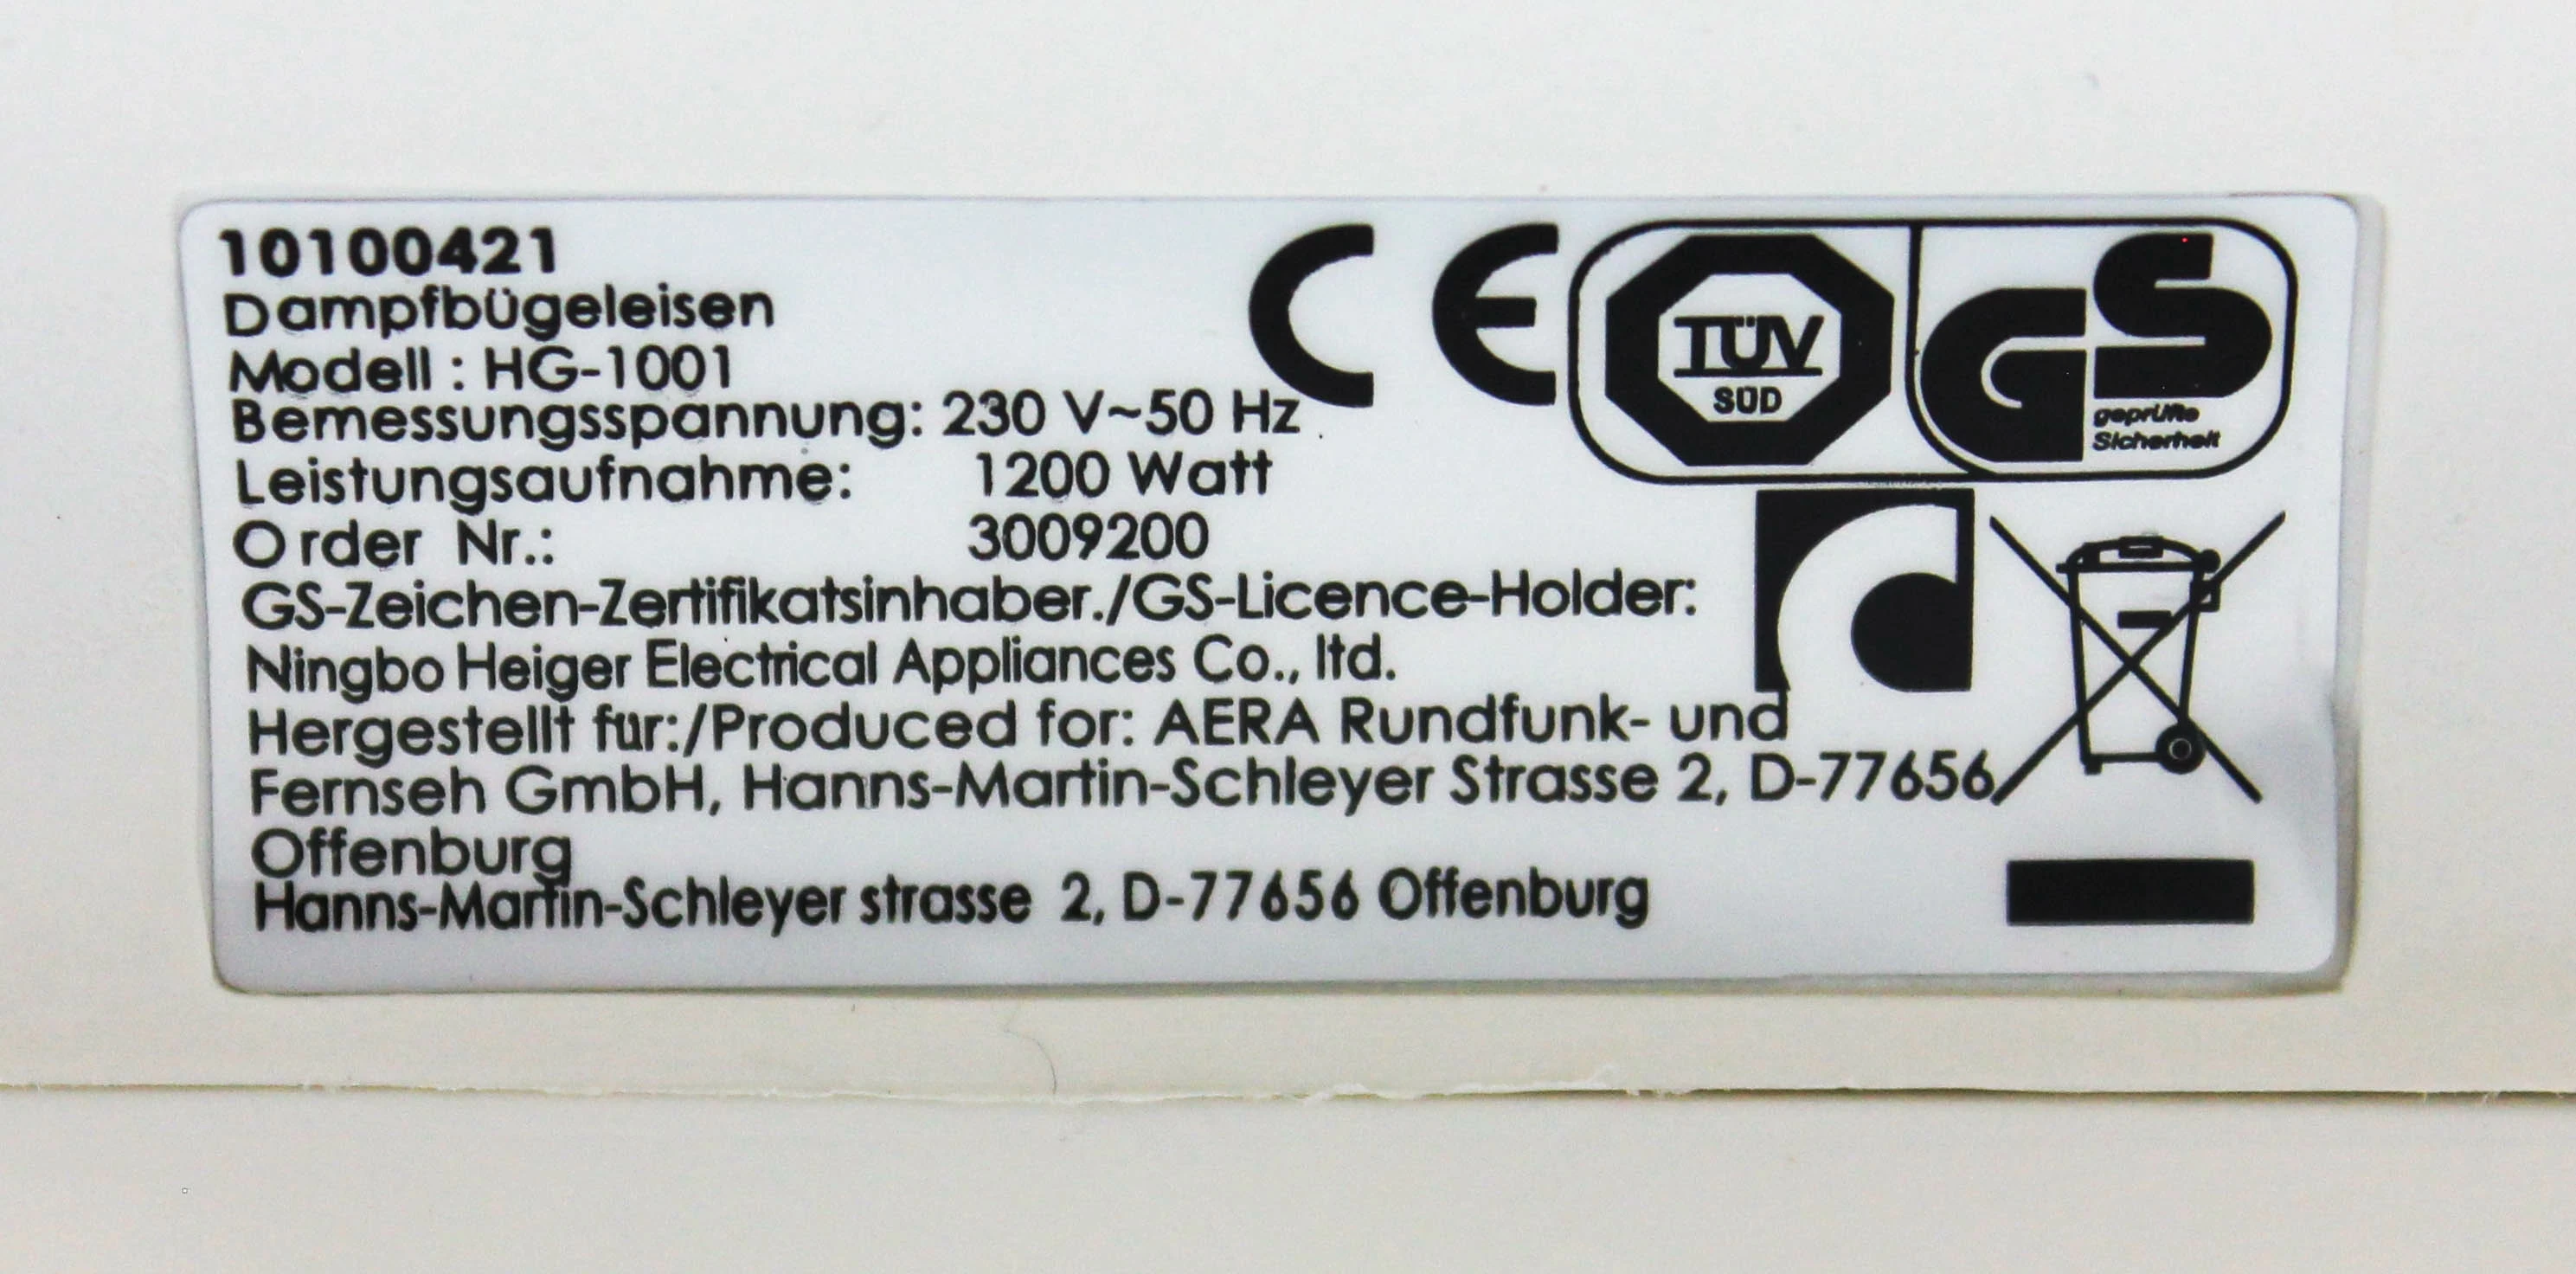 10100421
Dampfbügeleisen
Modell : HG-1001
Bemessungsspannung: 230 V~50 Hz
Leistungsaufnahme: 1200 Watt
Order Nr.: 3009200
GS-Zeichen-Zertifikatsinhaber./GS-Licence-Holder:
Ningbo Heiger Electrical Appliances Co., ltd.
Hergestellt für:/Produced for: AERA Rundfunk- und
Fernseh GmbH, Hanns-Martin-Schleyer Strasse 2, D-77656,
Offenburg
Hanns-Martin-Schleyer strasse 2, D-77656 Offenburg
CE
TÜV
SÜD
GS
geprüfte
Sicherheit